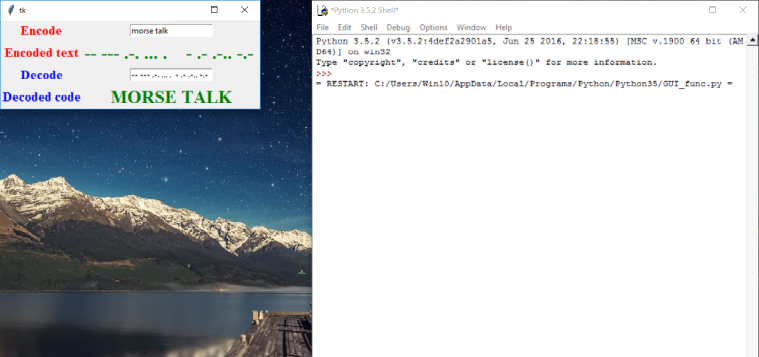 tk
Encode
morse talk
Encoded text
-- --- .-. ... .   - .- .-.. -.-
Decode
-- --- .-. ... .  - .- .-.. -.-
Decoded code
MORSE TALK
*Python 3.5.2 Shell*
File Edit Shell Debug Options Window Help
Python 3.5.2 (v3.5.2:4def2a2901a5, Jun 25 2016, 22:18:55) [MSC v.1900 64 bit (AM
D64)] on win32
Type "copyright", "credits" or "license()" for more information.
>>>
= RESTART: C:/Users/Win10/AppData/Local/Programs/Python/Python35/GUI_func.py =